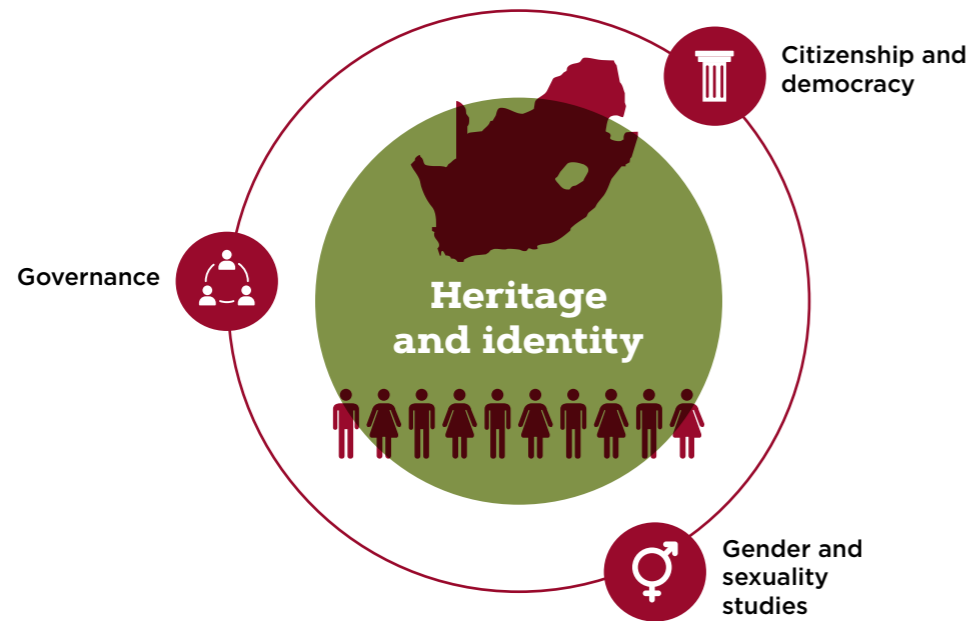 Citizenship and
democracy
Governance
Heritage
and identity
Gender and
sexuality
studies